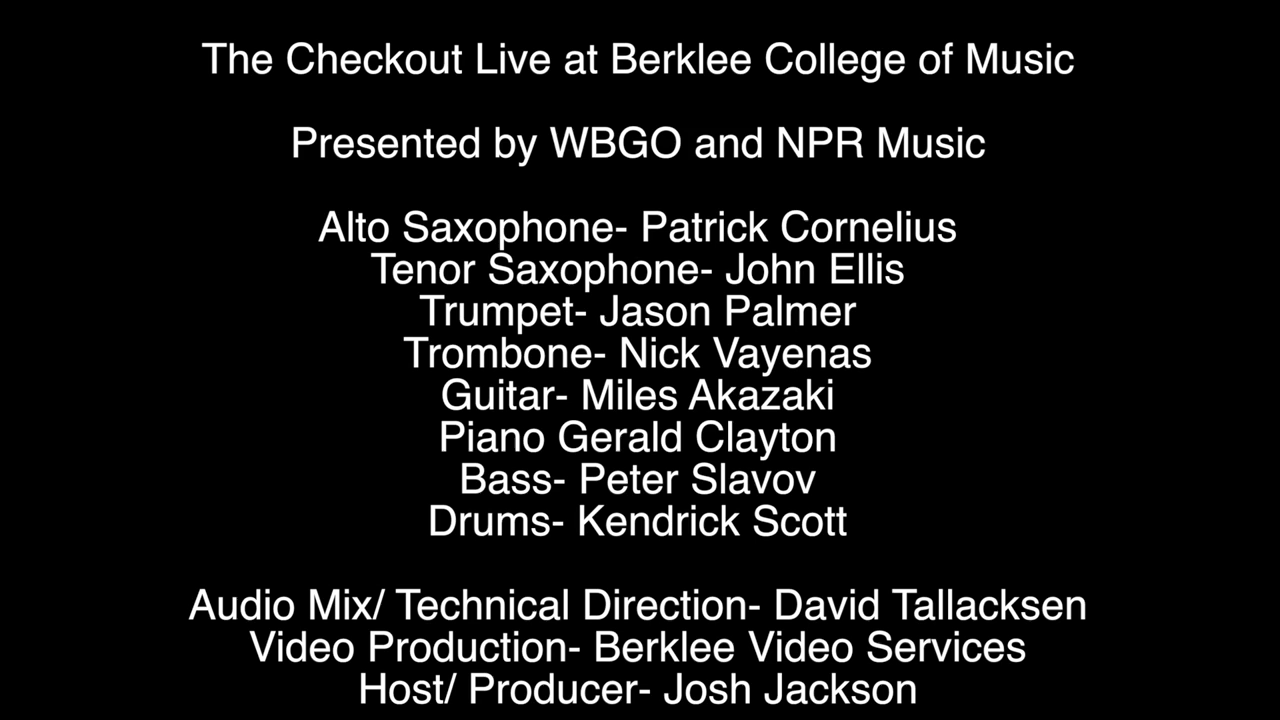 The Checkout Live at Berklee College of Music
Presented by WBGO and NPR Music
Alto Saxophone- Patrick Cornelius
Tenor Saxophone- John Ellis
Trumpet- Jason Palmer
Trombone- Nick Vayenas
Guitar- Miles Akazaki
Piano Gerald Clayton
Bass- Peter Slavov
Drums- Kendrick Scott
Audio Mix/ Technical Direction- David Tallacksen
Video Production- Berklee Video Services
Host/ Producer- Josh Jackson